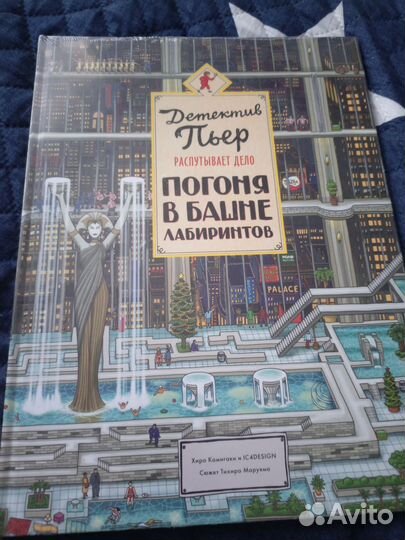 Детектив
Пьер
РАСПУТЫВАЕТ ДЕЛО
ПОГОНЯ
В БАШНЕ
ЛАБИРИНТОВ
PALACE
Хиро Камигаки и IC4DESIGN
Сюжет Тихиро Маруяма
Avito